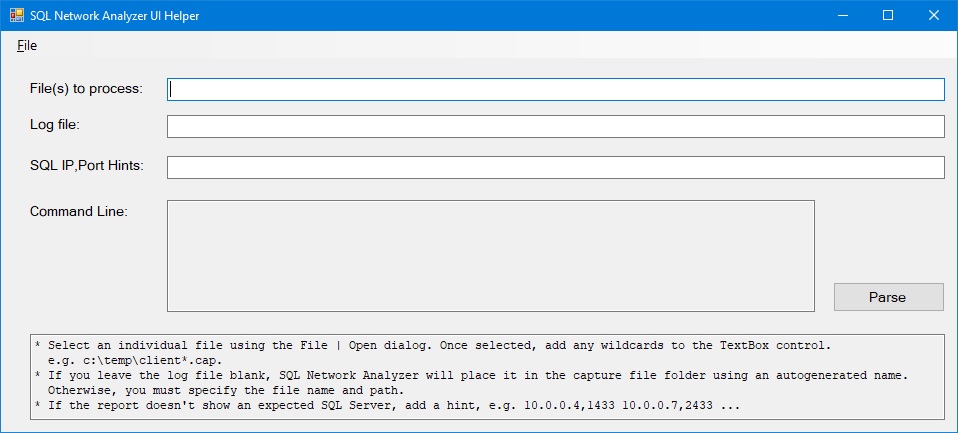 SQL Network Analyzer UI Helper
File
File(s) to process:
Log file:
SQL IP,Port Hints:
Command Line:
Parse
* Select an individual file using the File | Open dialog. Once selected, add any wildcards to the TextBox control.
e.g. c:\temp\client*.cap.
* If you leave the log file blank, SQL Network Analyzer will place it in the capture file folder using an autogenerated name.
Otherwise, you must specify the file name and path.
* If the report doesn't show an expected SQL Server, add a hint, e.g. 10.0.0.4,1433 10.0.0.7,2433 ...